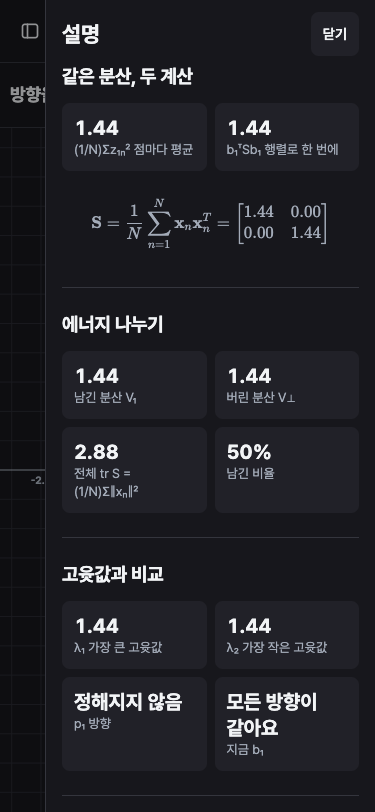 설명
닫기
방향
같은 분산, 두 계산
1.44
(1/N)Σz₁ₙ² 점마다 평균
1.44
b₁ᵀSb₁ 행렬로 한 번에
S = 1/N ∑_{n=1}^{N} xₙxₙᵀ = [1.44 0.00; 0.00 1.44]
에너지 나누기
1.44
남긴 분산 V₁
1.44
버린 분산 V⊥
2.88
전체 tr S =
(1/N)Σ‖xₙ‖²
50%
남긴 비율
-2.
고윳값과 비교
1.44
λ₁ 가장 큰 고윳값
1.44
λ₂ 가장 작은 고윳값
정해지지 않음
p₁ 방향
모든 방향이
같아요
지금 b₁